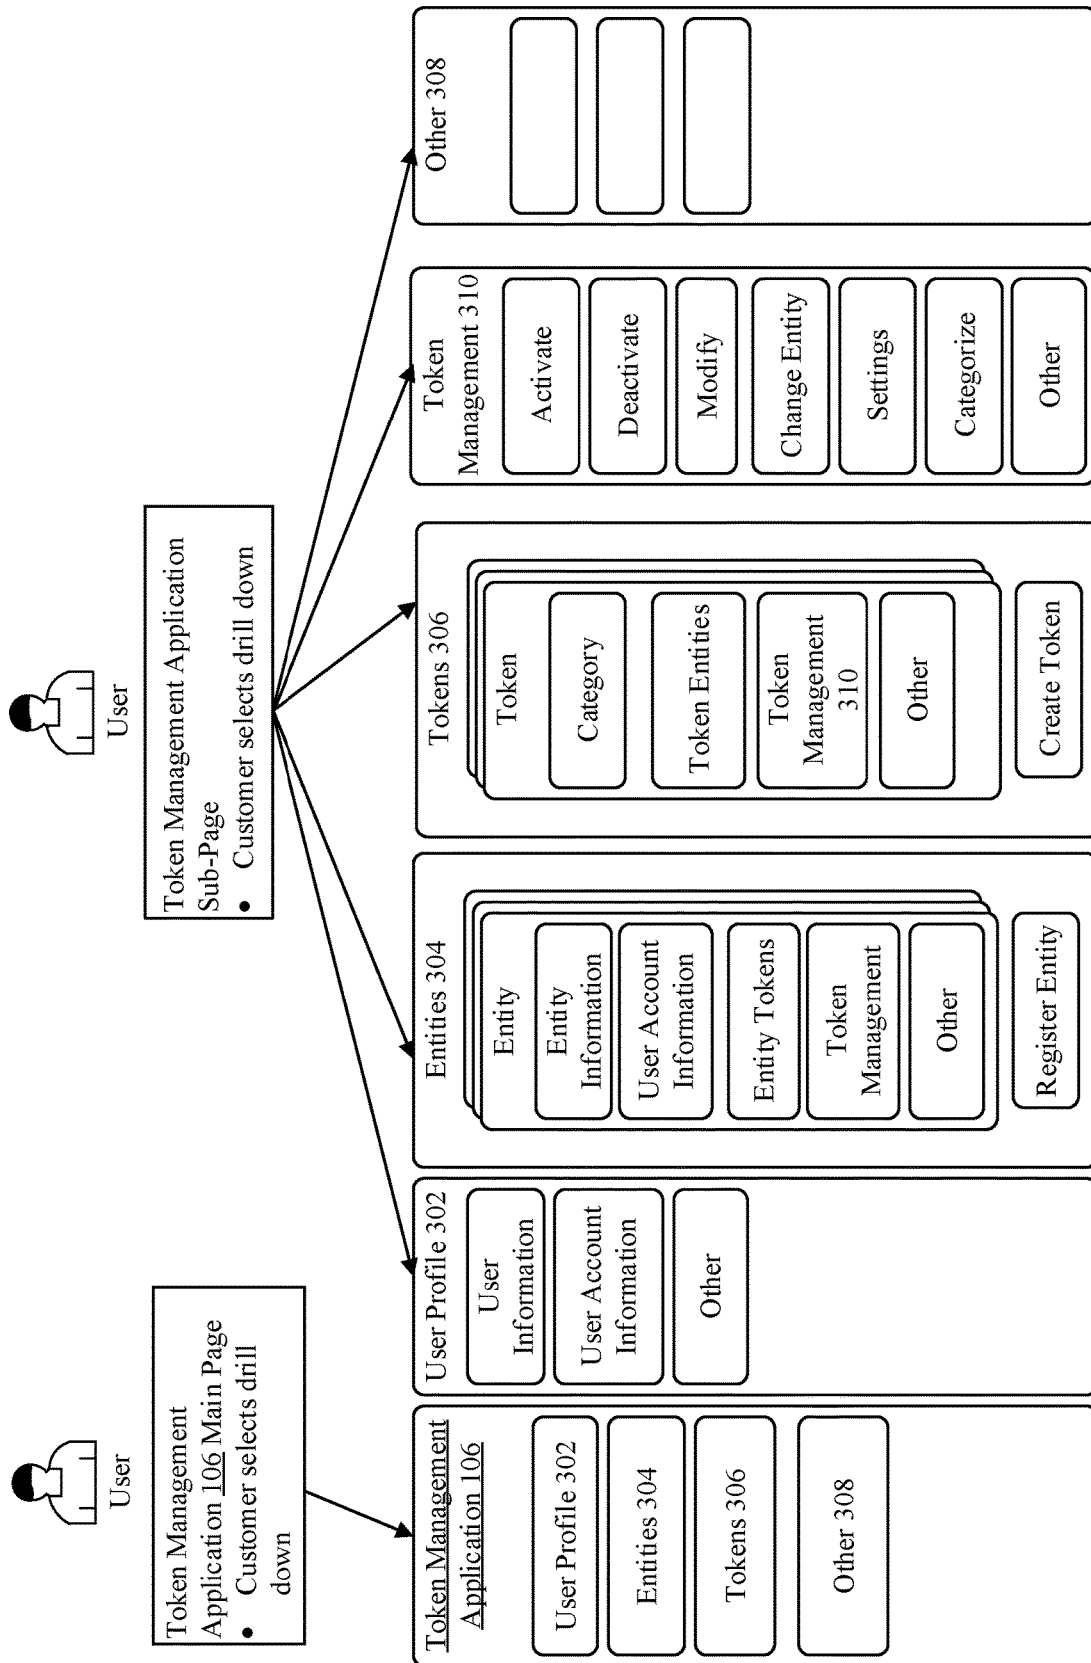 User
Token Management
Application 106 Main Page
• Customer selects drill
down
Token Management
Application 106
User Profile 302
Entities 304
Tokens 306
Other 308
User
Token Management Application
Sub-Page
• Customer selects drill down
User Profile 302
User
Information
User Account
Information
Other
Entities 304
Entity
Entity
Information
User Account
Information
Entity Tokens
Token
Management
Other
Register Entity
Tokens 306
Token
Category
Token Entities
Token
Management
310
Other
Create Token
Token
Management 310
Activate
Deactivate
Modify
Change Entity
Settings
Categorize
Other
Other 308